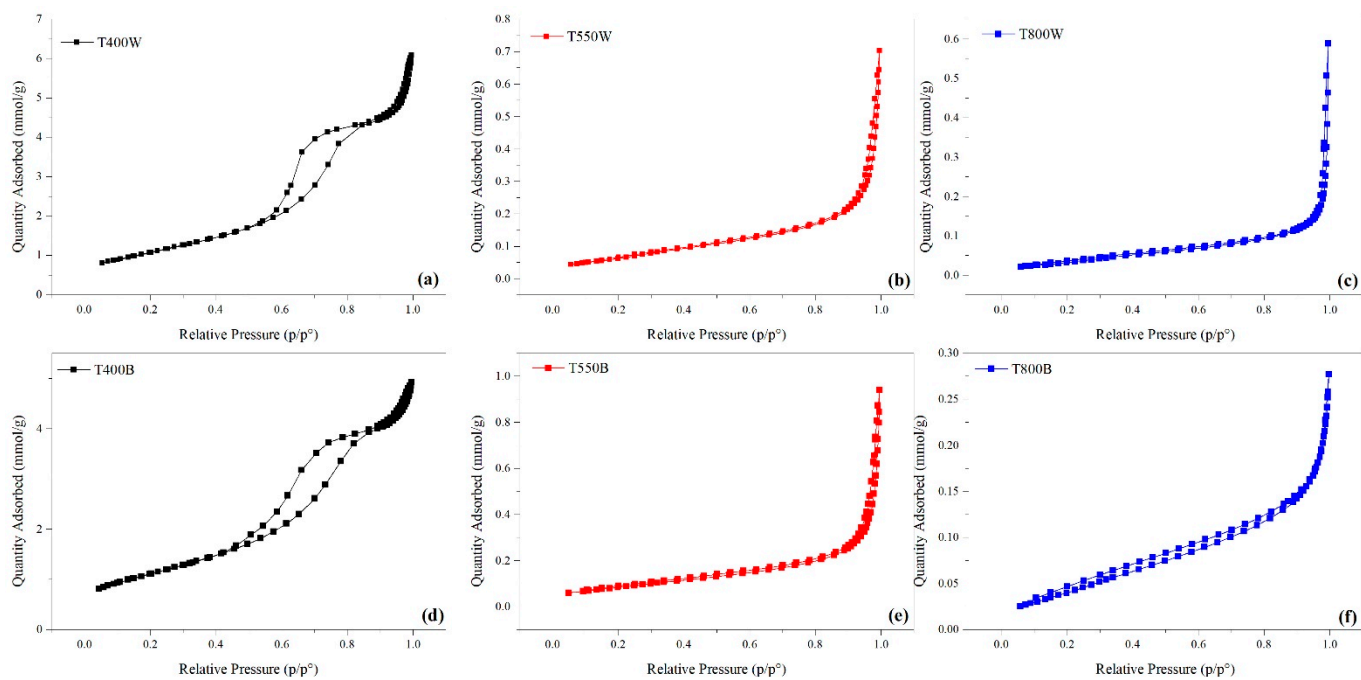 T400W
Quantity Adsorbed (mmol/g)
7
6
5
4
3
2
1
0
0.0 0.2 0.4 0.6 0.8 1.0
Relative Pressure (p/p°)
(a)
T550W
Quantity Adsorbed (mmol/g)
0.8
0.7
0.6
0.5
0.4
0.3
0.2
0.1
0.0
0.0 0.2 0.4 0.6 0.8 1.0
Relative Pressure (p/p°)
(b)
T800W
Quantity Adsorbed (mmol/g)
0.6
0.5
0.4
0.3
0.2
0.1
0.0
0.0 0.2 0.4 0.6 0.8 1.0
Relative Pressure (p/p°)
(c)
T400B
Quantity Adsorbed (mmol/g)
4
2
0
0.0 0.2 0.4 0.6 0.8 1.0
Relative Pressure (p/p°)
(d)
T550B
Quantity Adsorbed (mmol/g)
1.0
0.8
0.6
0.4
0.2
0.0
0.0 0.2 0.4 0.6 0.8 1.0
Relative Pressure (p/p°)
(e)
T800B
Quantity Adsorbed (mmol/g)
0.30
0.25
0.20
0.15
0.10
0.05
0.00
0.0 0.2 0.4 0.6 0.8 1.0
Relative Pressure (p/p°)
(f)